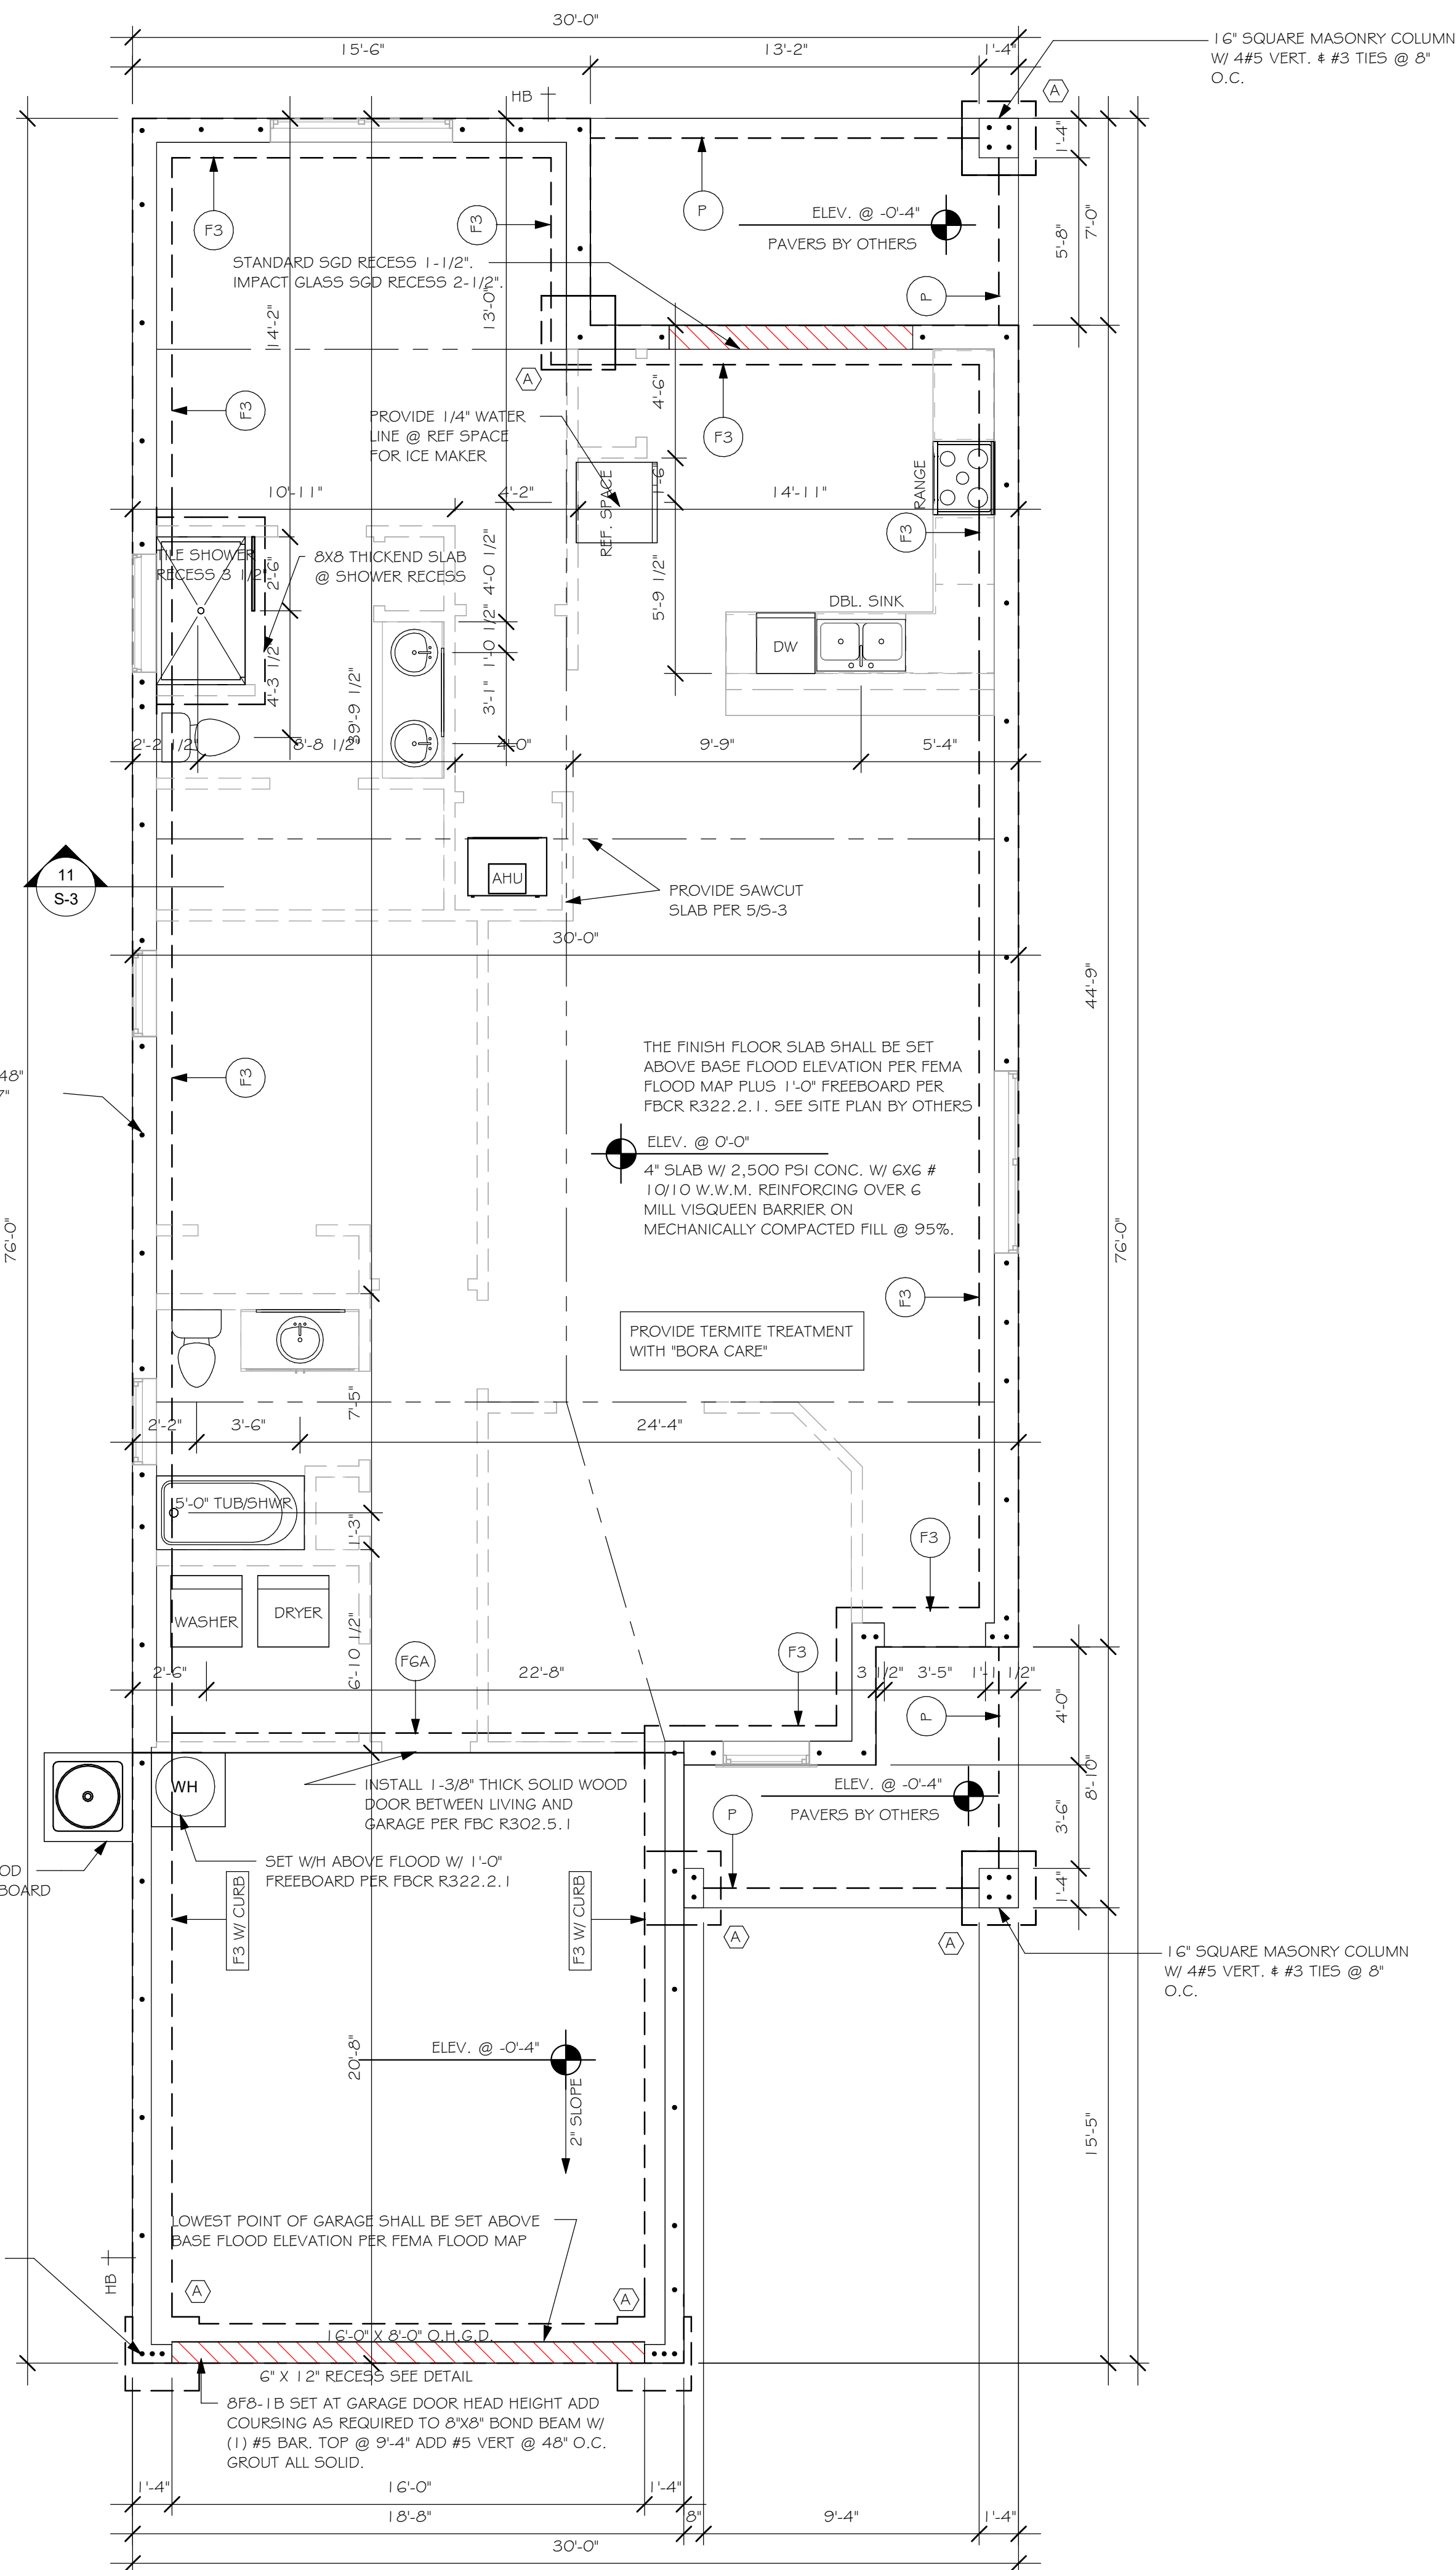 30'-0"
15'-6"
13'-2"
1'-4"
16" SQUARE MASONRY COLUMN
W/ 4#5 VERT. & #3 TIES @ 8"
O.C.
HB
A
1'-4"
P
ELEV. @ -0'-4"
PAVERS BY OTHERS
5'-8"
7'-0"
F3
F3
STANDARD SGD RECESS 1-1/2".
IMPACT GLASS SGD RECESS 2-1/2".
P
14'-2"
13'-0"
A
4'-6"
F3
F3
PROVIDE 1/4" WATER
LINE @ REF SPACE
FOR ICE MAKER
REF. SPACE
RANGE
10'-11"
4'-2"
14'-11"
F3
TILE SHOWER
RECESS 3 1/2"
2'-6"
8X8 THICKEND SLAB
@ SHOWER RECESS
4'-0 1/2"
5'-9 1/2"
DBL. SINK
DW
1'-0 1/2"
4'-3 1/2"
39'-9 1/2"
3'-1"
2'-2 1/2"
8'-8 1/2"
4'-0"
9'-9"
5'-4"
11
S-3
AHU
PROVIDE SAWCUT
SLAB PER 5/S-3
30'-0"
44'-9"
48"
7"
F3
THE FINISH FLOOR SLAB SHALL BE SET
ABOVE BASE FLOOD ELEVATION PER FEMA
FLOOD MAP PLUS 1'-0" FREEBOARD PER
FBCR R322.2.1. SEE SITE PLAN BY OTHERS
ELEV. @ 0'-0"
4" SLAB W/ 2,500 PSI CONC. W/ 6X6 #
10/10 W.W.M. REINFORCING OVER 6
MILL VISQUEEN BARRIER ON
MECHANICALLY COMPACTED FILL @ 95%.
76'-0"
76'-0"
F3
PROVIDE TERMITE TREATMENT
WITH "BORA CARE"
7'-5"
2'-2"
3'-6"
24'-4"
5'-0" TUB/SHWR
1'-3"
F3
WASHER
DRYER
6'-10 1/2"
F6A
F3
2'-6"
22'-8"
3 1/2"
3'-5"
1'-1 1/2"
P
4'-0"
WH
INSTALL 1-3/8" THICK SOLID WOOD
DOOR BETWEEN LIVING AND
GARAGE PER FBC R302.5.1
ELEV. @ -0'-4"
PAVERS BY OTHERS
P
8'-10"
3'-6"
OD
BOARD
SET W/H ABOVE FLOOD W/ 1'-0"
FREEBOARD PER FBCR R322.2.1
1'-4"
F3 W/ CURB
F3 W/ CURB
A
A
16" SQUARE MASONRY COLUMN
W/ 4#5 VERT. & #3 TIES @ 8"
O.C.
20'-8"
ELEV. @ -0'-4"
2" SLOPE
15'-5"
LOWEST POINT OF GARAGE SHALL BE SET ABOVE
BASE FLOOD ELEVATION PER FEMA FLOOD MAP
HB
A
A
16'-0" X 8'-0" O.H.G.D.
6" X 12" RECESS SEE DETAIL
8F8-1B SET AT GARAGE DOOR HEAD HEIGHT ADD
COURSING AS REQUIRED TO 8"X8" BOND BEAM W/
(1) #5 BAR. TOP @ 9'-4" ADD #5 VERT @ 48" O.C.
GROUT ALL SOLID.
1'-4"
16'-0"
1'-4"
18'-8"
8"
9'-4"
1'-4"
30'-0"